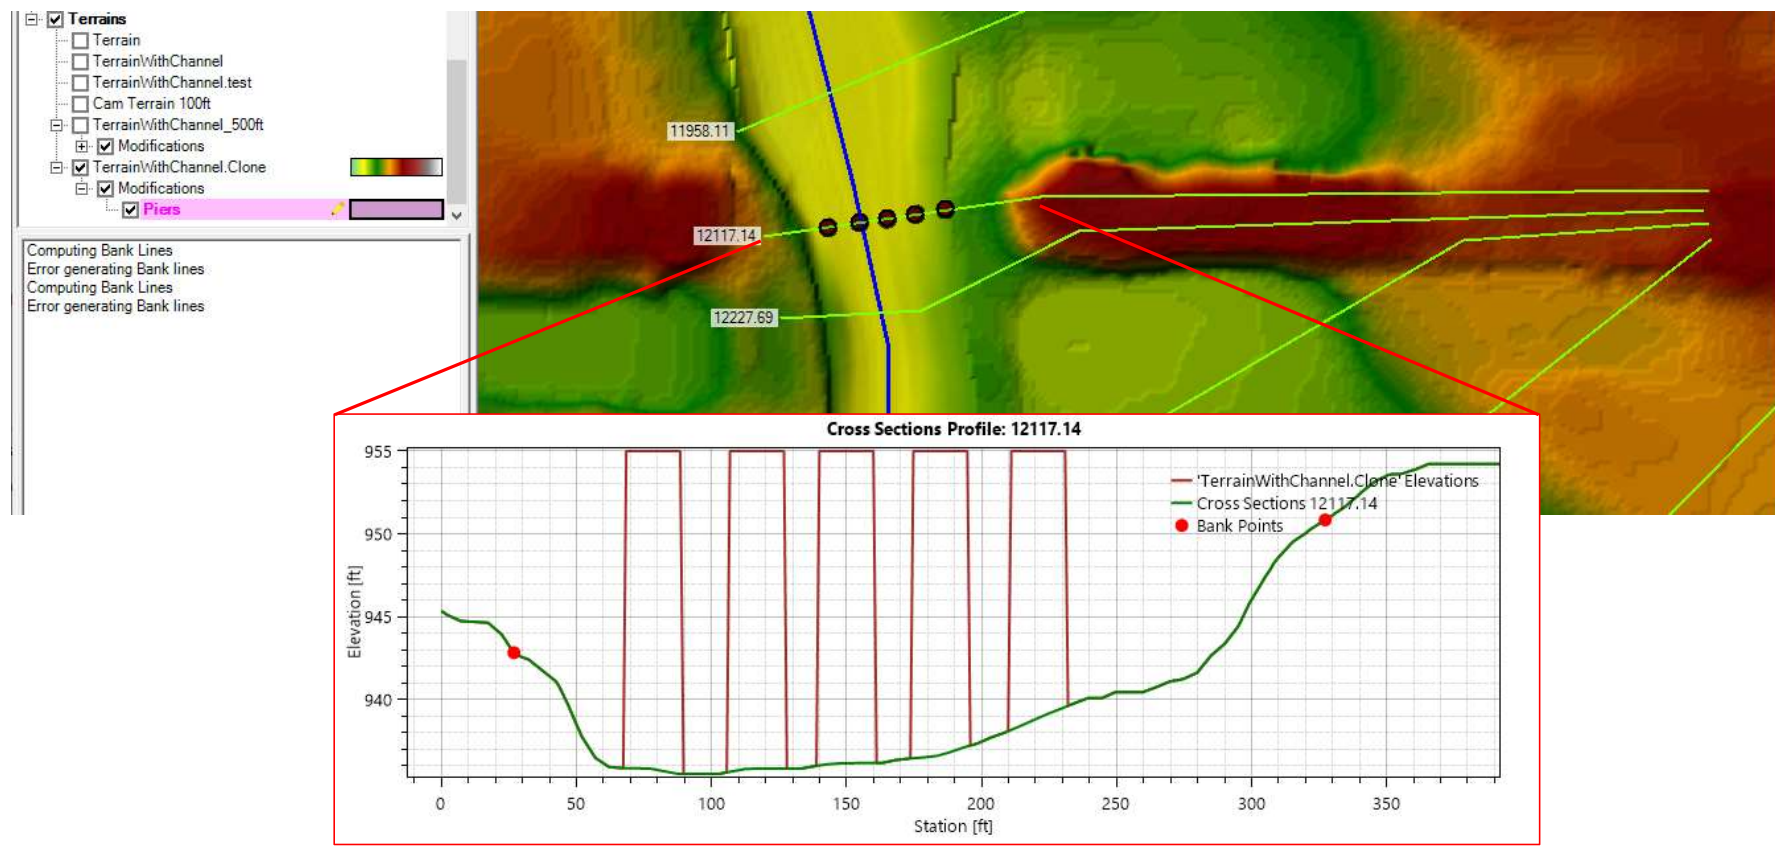 Terrains
Terrain
TerrainWithChannel
TerrainWithChannel.test
Cam Terrain 100ft
TerrainWithChannel_500ft
Modifications
TerrainWithChannel.Clone
Modifications
Piers
Computing Bank Lines
Error generating Bank lines
Computing Bank Lines
Error generating Bank lines
11958.11
12117.14
12227.69
Cross Sections Profile: 12117.14
955
950
945
940
Elevation [ft]
'TerrainWithChannel.Clone' Elevations
Cross Sections 12117.14
Bank Points
0 50 100 150 200 250 300 350
Station [ft]